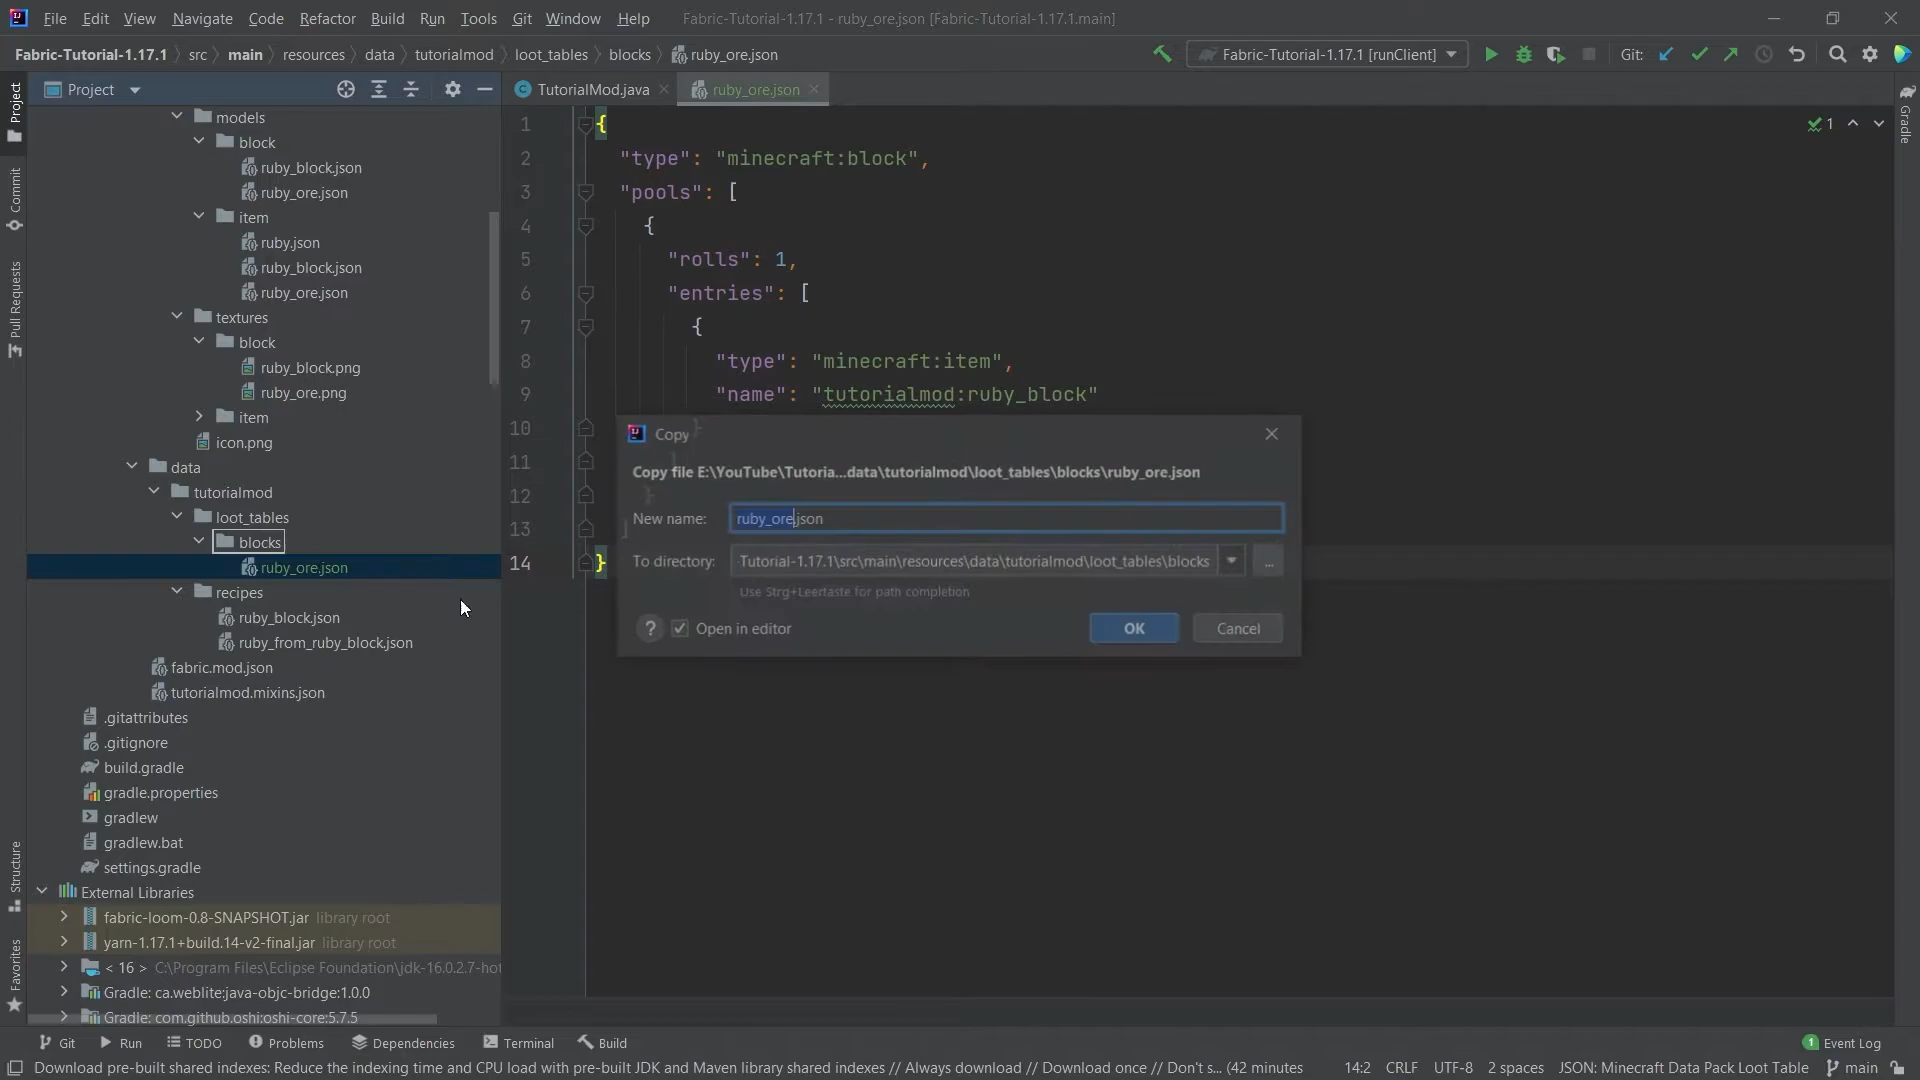 File Edit View Navigate Code Refactor Build Run Tools Git Window Help Fabric-Tutorial-1.17.1 - ruby_ore.json [Fabric-Tutorial-1.17.1.main]
Fabric-Tutorial-1.17.1 src main resources data tutorialmod loot_tables blocks ruby_ore.json Fabric-Tutorial-1.17.1 [runClient] Git:
Project
TutorialMod.java ruby_ore.json
models
block
ruby_block.json
ruby_ore.json
item
ruby.json
ruby_block.json
ruby_ore.json
textures
block
ruby_block.png
ruby_ore.png
item
icon.png
data
tutorialmod
loot_tables
blocks
ruby_ore.json
recipes
ruby_block.json
ruby_from_ruby_block.json
fabric.mod.json
tutorialmod.mixins.json
.gitattributes
.gitignore
build.gradle
gradle.properties
gradlew
gradlew.bat
settings.gradle
External Libraries
fabric-loom-0.8-SNAPSHOT.jar library root
yarn-1.17.1+build.14-v2-final.jar library root
< 16 > C:\Program Files\Eclipse Foundation\jdk-16.0.2.7-hot
Gradle: ca.weblite:java-objc-bridge:1.0.0
Gradle: com.github.oshi:oshi-core:5.7.5
Project
Commit
Pull Requests
Structure
Favorites
Gradle
1 {
2 "type": "minecraft:block",
3 "pools": [
4 {
5 "rolls": 1,
6 "entries": [
7 {
8 "type": "minecraft:item",
9 "name": "tutorialmod:ruby_block"
10 }
11 ]
12 }
13 ]
14 }
1
Copy
Copy file E:\YouTube\Tutoria...data\tutorialmod\loot_tables\blocks\ruby_ore.json
New name: ruby_ore.json
To directory: Tutorial-1.17.1\src\main\resources\data\tutorialmod\loot_tables\blocks ...
Use Strg+Leertaste for path completion
? Open in editor OK Cancel
Git Run TODO Problems Dependencies Terminal Build 1 Event Log
Download pre-built shared indexes: Reduce the indexing time and CPU load with pre-built JDK and Maven library shared indexes // Always download // Download once // Don't s... (42 minutes 14:2 CRLF UTF-8 2 spaces JSON: Minecraft Data Pack Loot Table main